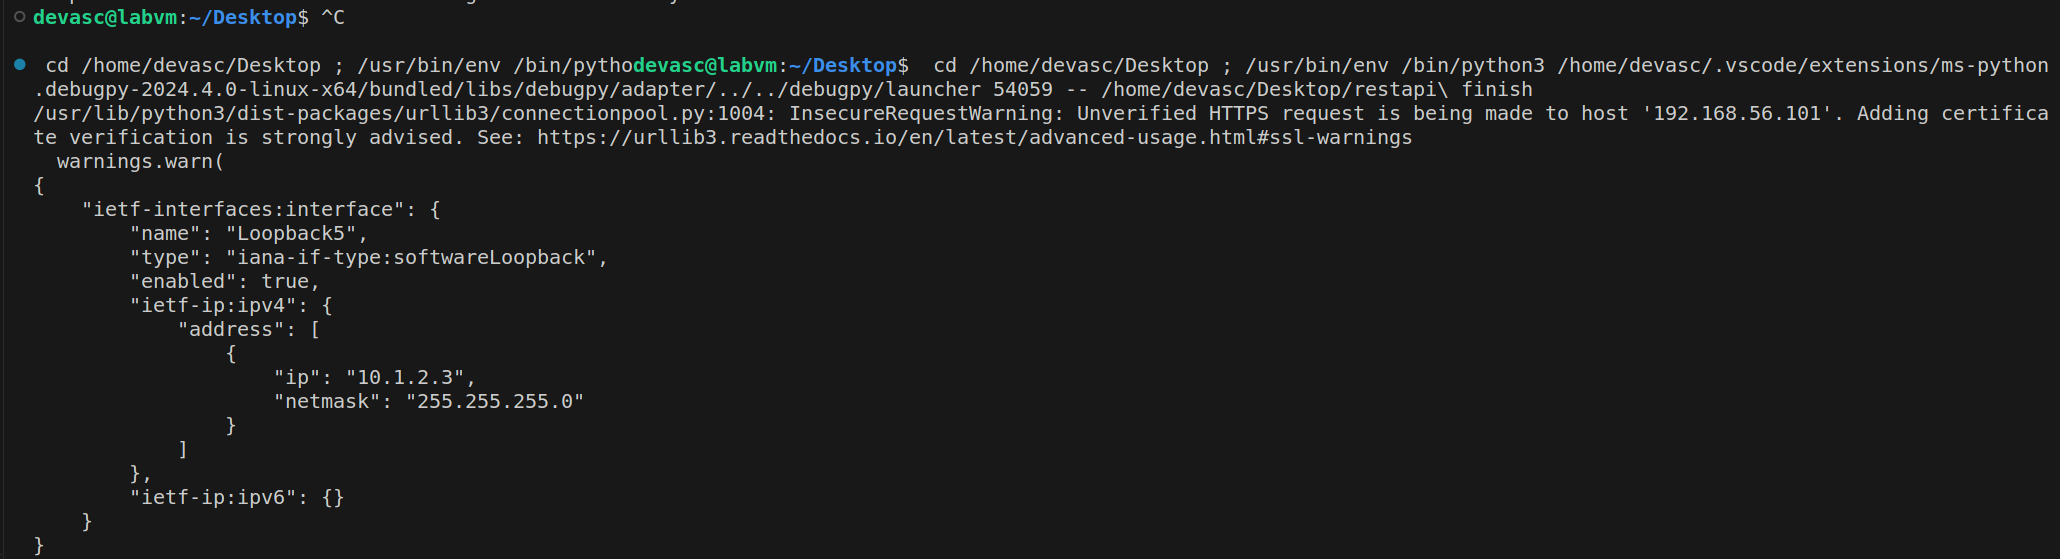 devasc@labvm:~/Desktop$ ^C
 cd /home/devasc/Desktop ; /usr/bin/env /bin/pythodevasc@labvm:~/Desktop$  cd /home/devasc/Desktop ; /usr/bin/env /bin/python3 /home/devasc/.vscode/extensions/ms-python
.debugpy-2024.4.0-linux-x64/bundled/libs/debugpy/adapter/../../debugpy/launcher 54059 -- /home/devasc/Desktop/restapi\ finish
/usr/lib/python3/dist-packages/urllib3/connectionpool.py:1004: InsecureRequestWarning: Unverified HTTPS request is being made to host '192.168.56.101'. Adding certifica
te verification is strongly advised. See: https://urllib3.readthedocs.io/en/latest/advanced-usage.html#ssl-warnings
  warnings.warn(
{
    "ietf-interfaces:interface": {
        "name": "Loopback5",
        "type": "iana-if-type:softwareLoopback",
        "enabled": true,
        "ietf-ip:ipv4": {
            "address": [
                {
                    "ip": "10.1.2.3",
                    "netmask": "255.255.255.0"
                }
            ]
        },
        "ietf-ip:ipv6": {}
    }
}